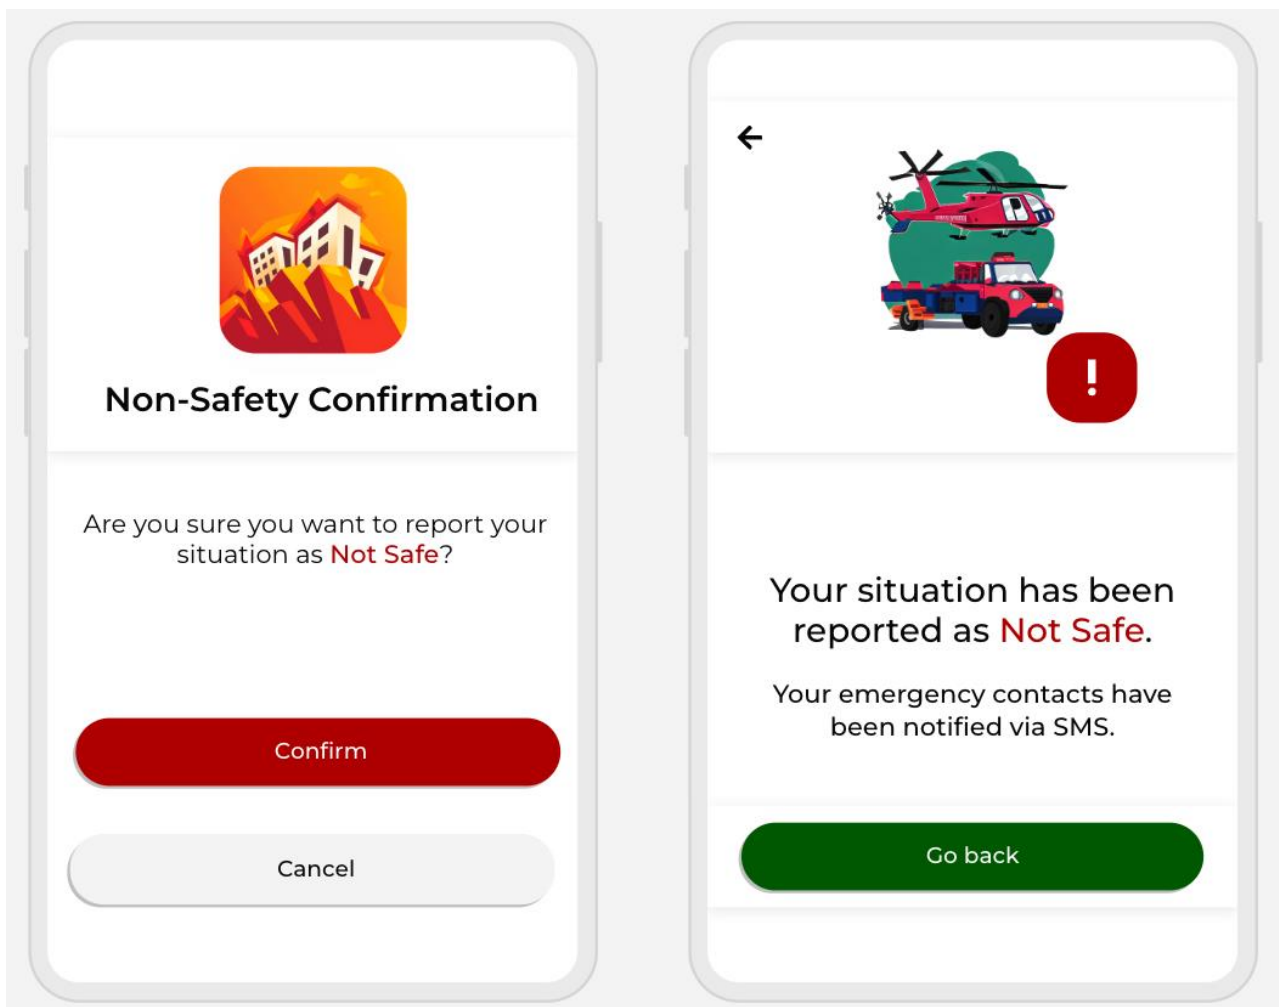 Non-Safety Confirmation
Are you sure you want to report your
situation as Not Safe?
Confirm
Cancel
!
Your situation has been
reported as Not Safe.
Your emergency contacts have
been notified via SMS.
Go back